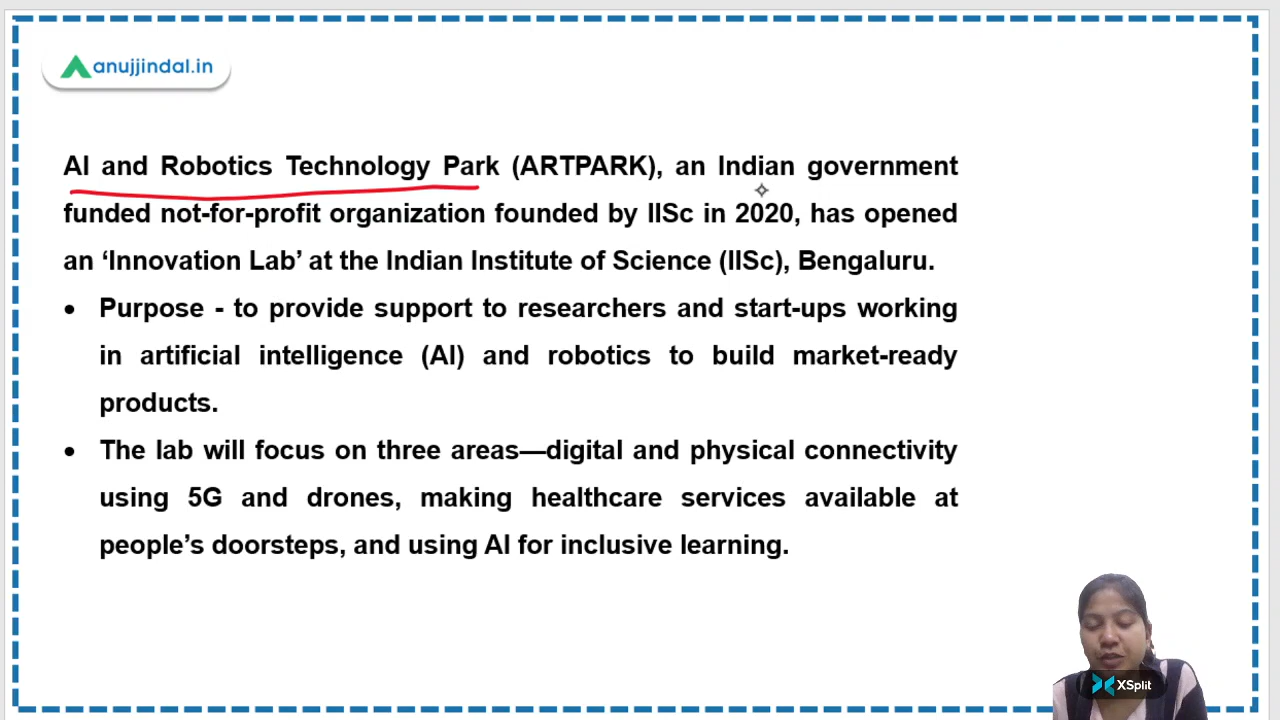 anujjindal.in
AI and Robotics Technology Park (ARTPARK), an Indian government
funded not-for-profit organization founded by IISc in 2020, has opened
an ‘Innovation Lab’ at the Indian Institute of Science (IISc), Bengaluru.
• Purpose - to provide support to researchers and start-ups working
in artificial intelligence (AI) and robotics to build market-ready
products.
• The lab will focus on three areas—digital and physical connectivity
using 5G and drones, making healthcare services available at
people’s doorsteps, and using AI for inclusive learning.
XSplit